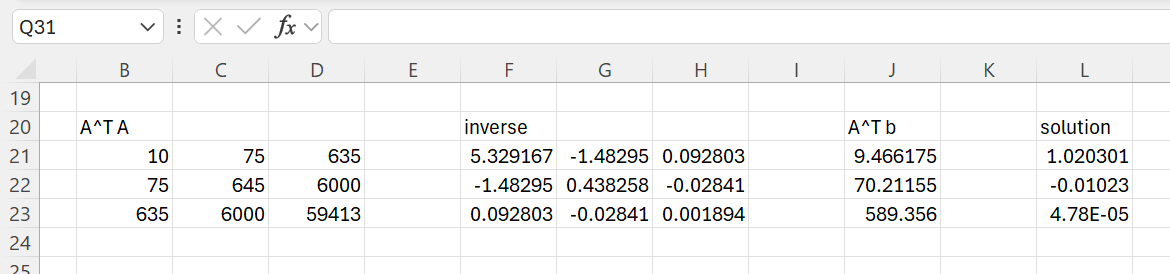 Q31 fx
B C D E F G H I J K L
19
20 A^T A inverse A^T b solution
21 10 75 635 5.329167 -1.48295 0.092803 9.466175 1.020301
22 75 645 6000 -1.48295 0.438258 -0.02841 70.21155 -0.01023
23 635 6000 59413 0.092803 -0.02841 0.001894 589.356 4.78E-05
24
25